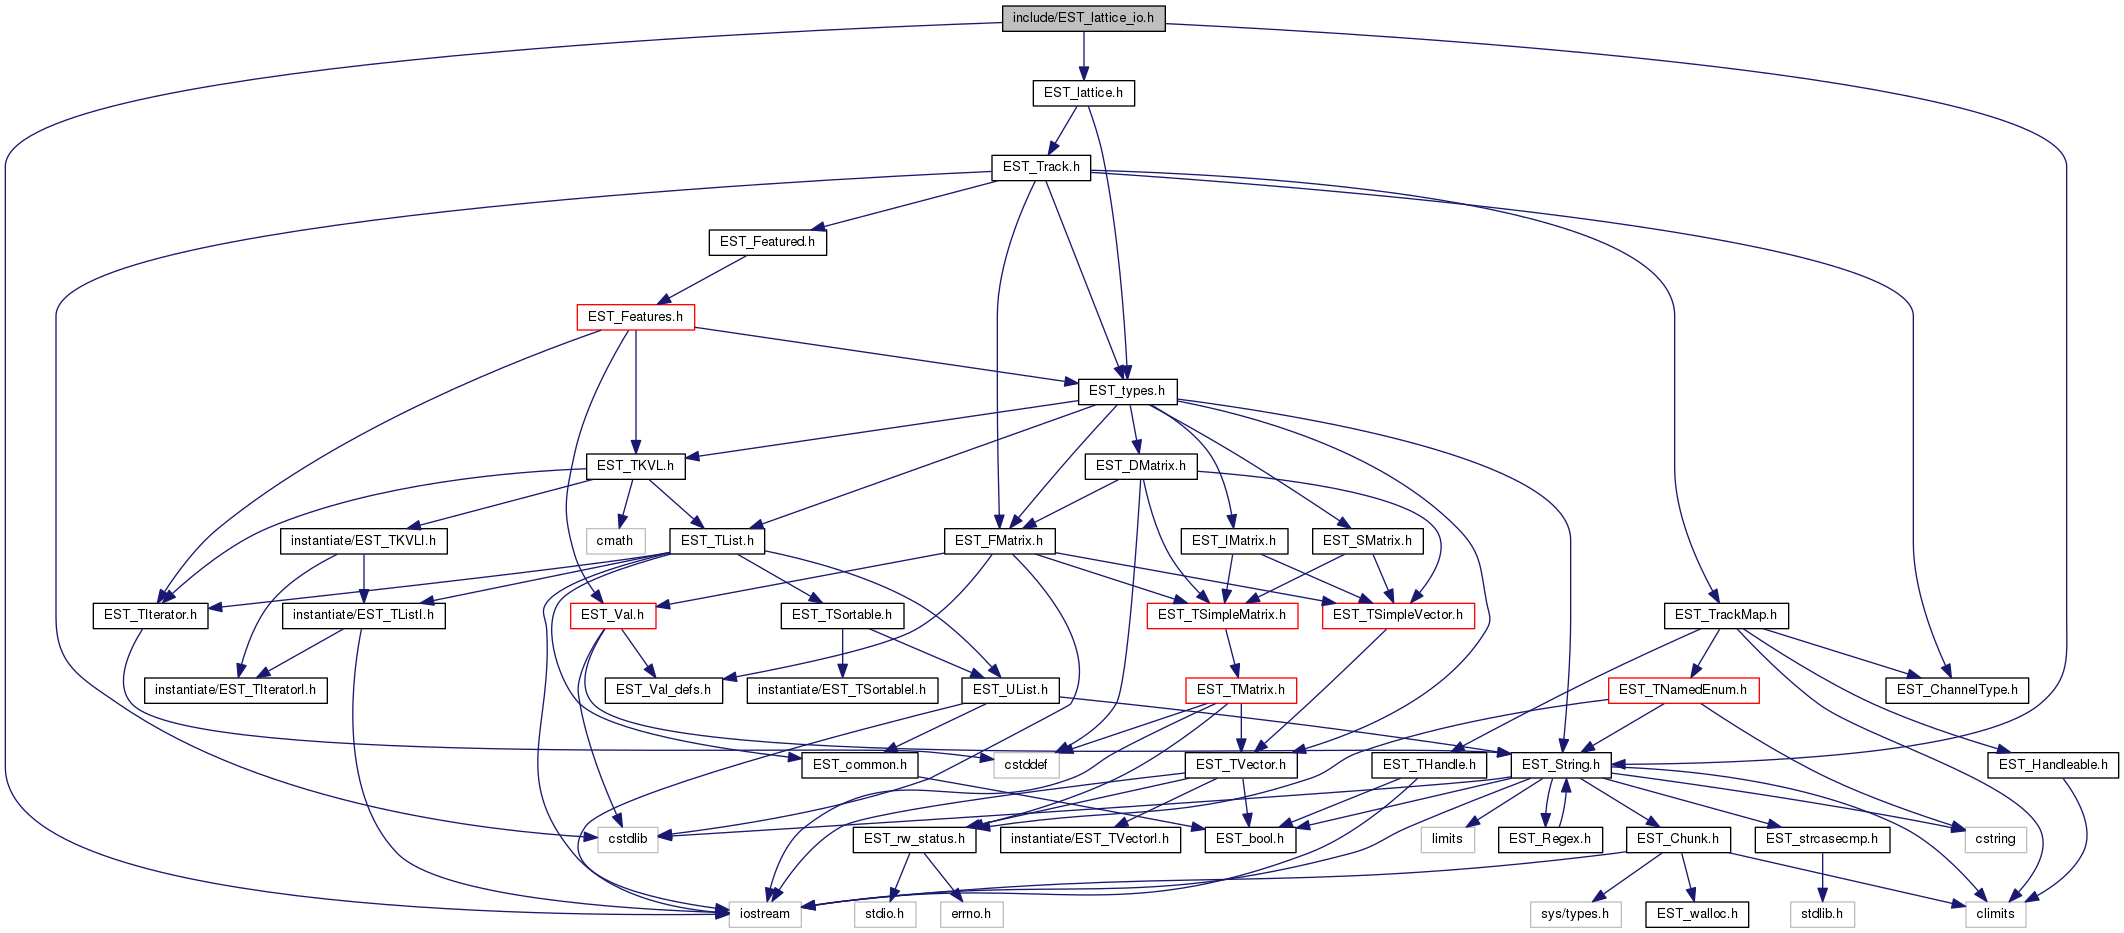 include/EST_lattice_io.h
EST_lattice.h
EST_Track.h
EST_Featured.h
EST_Features.h
EST_types.h
EST_TKVL.h
EST_DMatrix.h
instantiate/EST_TKVLI.h
cmath
EST_TList.h
EST_FMatrix.h
EST_IMatrix.h
EST_SMatrix.h
EST_TIterator.h
instantiate/EST_TListI.h
EST_Val.h
EST_TSortable.h
EST_TSimpleMatrix.h
EST_TSimpleVector.h
EST_TrackMap.h
instantiate/EST_TIteratorI.h
EST_Val_defs.h
instantiate/EST_TSortableI.h
EST_UList.h
EST_TMatrix.h
EST_TNamedEnum.h
EST_ChannelType.h
EST_common.h
cstddef
EST_TVector.h
EST_THandle.h
EST_String.h
EST_Handleable.h
cstdlib
EST_rw_status.h
instantiate/EST_TVectorI.h
EST_bool.h
limits
EST_Regex.h
EST_Chunk.h
EST_strcasecmp.h
cstring
iostream
stdio.h
errno.h
sys/types.h
EST_walloc.h
stdlib.h
climits